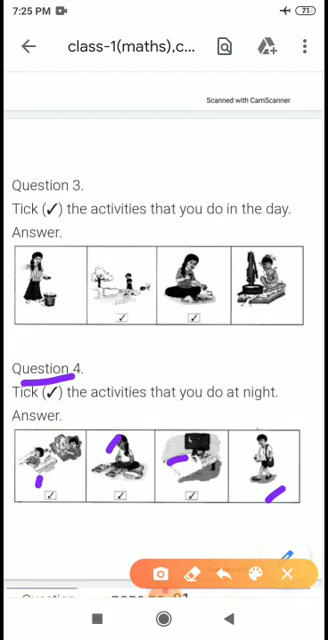 7:25 PM
71
class-1(maths),c...
Scanned with CamScanner
Question 3.
Tick (✓) the activities that you do in the day.
Answer.
Question 4.
Tick (✓) the activities that you do at night.
Answer.